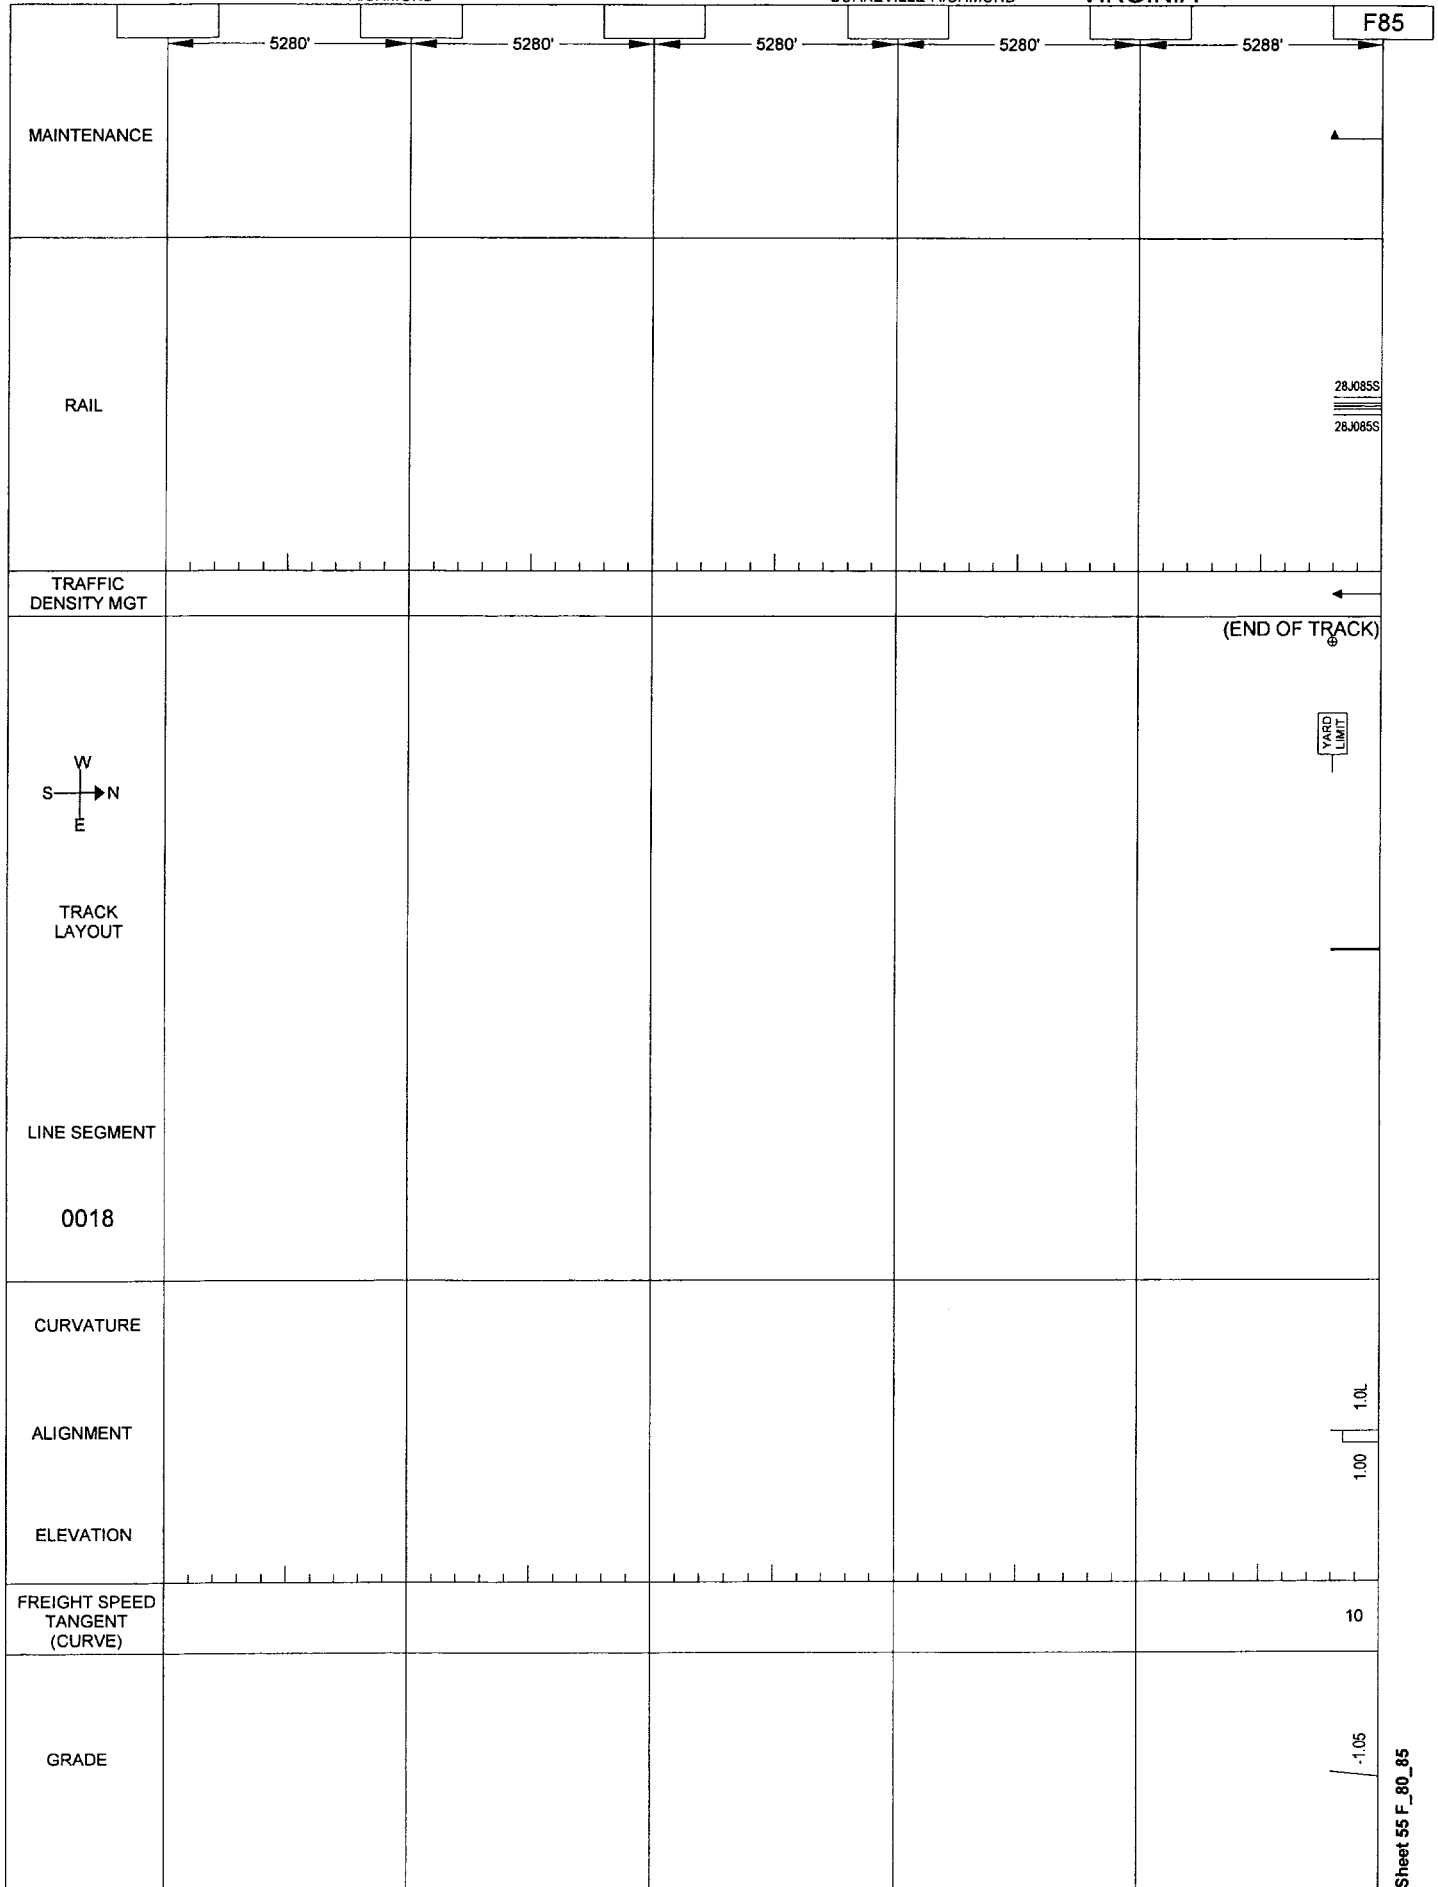 VIRGINIA
F85
5280' 5280' 5280' 5280' 5288'
MAINTENANCE
RAIL
28J085S
28J085S
TRAFFIC
DENSITY MGT
(END OF TRACK)
YARD
LIMIT
W
S N
E
TRACK
LAYOUT
LINE SEGMENT
0018
CURVATURE
1.0L
ALIGNMENT
1.00
ELEVATION
FREIGHT SPEED
TANGENT
(CURVE)
10
GRADE
-1.05
Sheet 55 F_80_85